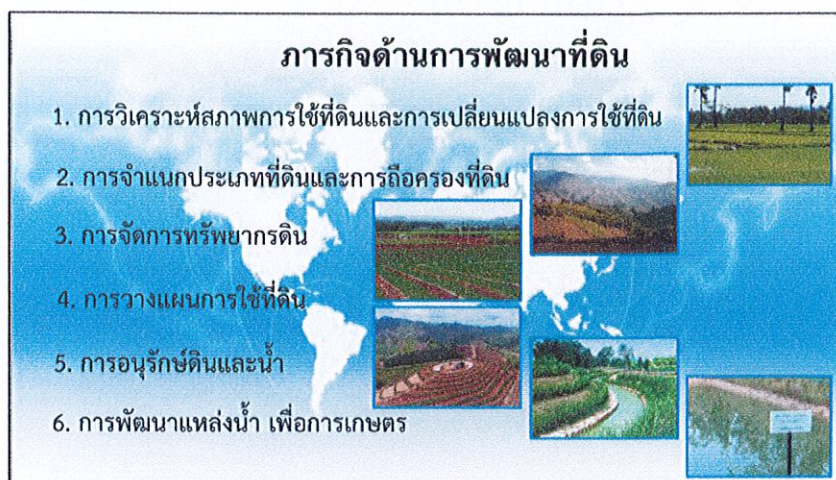 ภารกิจด้านการพัฒนาที่ดิน
1. การวิเคราะห์สภาพการใช้ที่ดินและการเปลี่ยนแปลงการใช้ที่ดิน
2. การจำแนกประเภทที่ดินและการถือครองที่ดิน
3. การจัดการทรัพยากรดิน
4. การวางแผนการใช้ที่ดิน
5. การอนุรักษ์ดินและน้ำ
6. การพัฒนาแหล่งน้ำ เพื่อการเกษตร